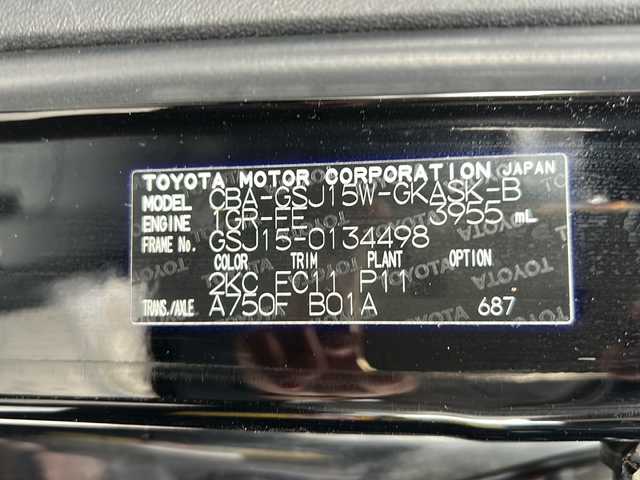 TOYOTA MOTOR CORPORATION JAPAN
MODEL CBA-GSJ15W-GKASK-B
ENGINE 1GR-FE 3955 mL
FRAME No. GSJ15-0134498
COLOR TRIM PLANT OPTION
2KC FC11 P11
TRANS./AXLE A750F B01A 687